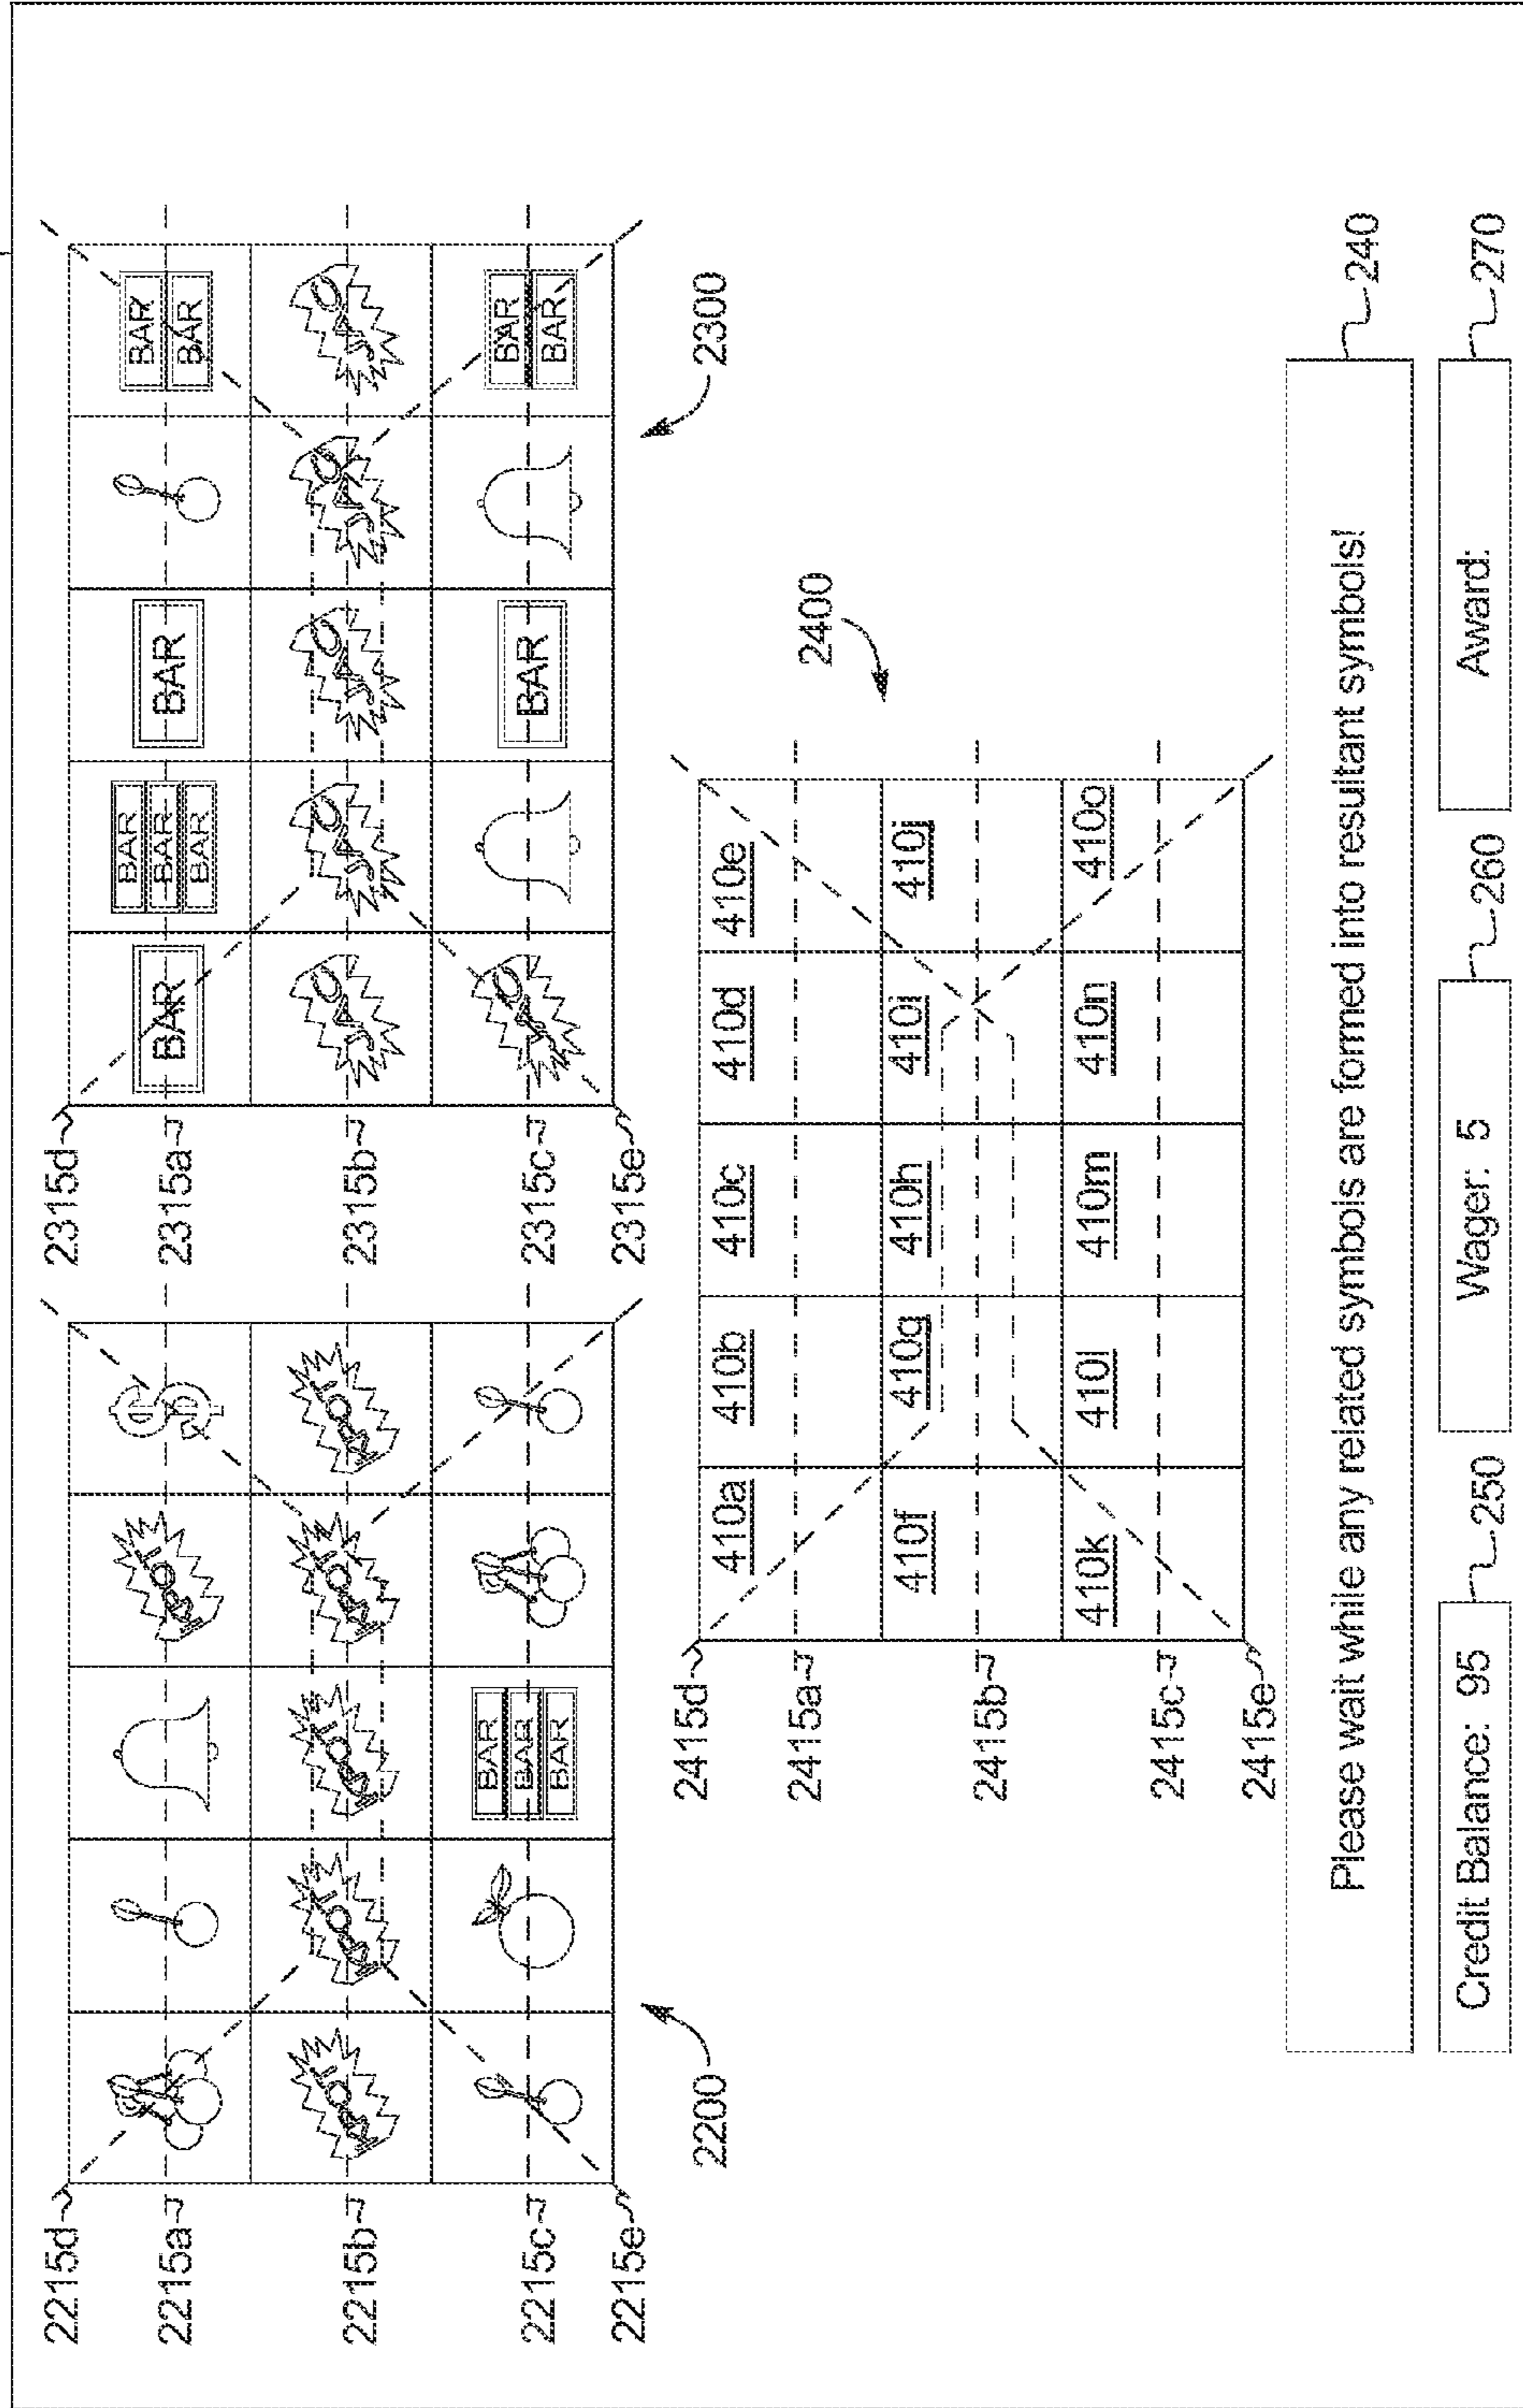 2215d
2215a
2215b
2215c
2215e
$
BAR
BAR
BAR
2200
2315d
2315a
2315b
2315c
2315e
BAR
BAR
BAR
BAR
BAR
BAR
BAR
BAR
BAR
BAR
2300
2400
2415d
2415a
2415b
2415c
2415e
410a 410b 410c 410d 410e
410f 410g 410h 410i 410j
410k 410l 410m 410n 410o
Please wait while any related symbols are formed into resultant symbols!
240
Credit Balance: 95
250
Wager: 5
260
Award:
270